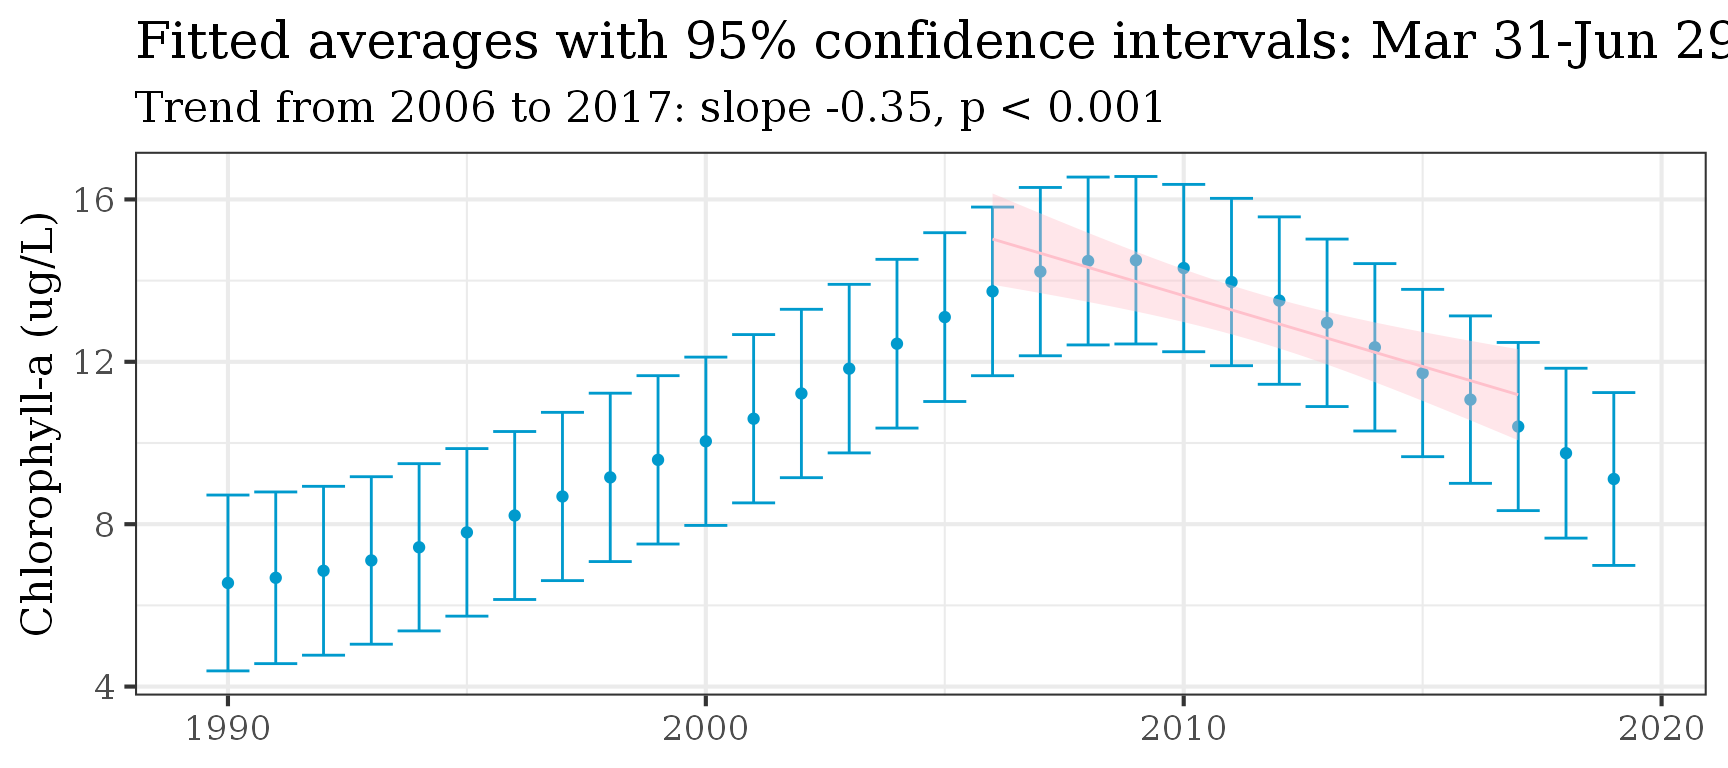 Fitted averages with 95% confidence intervals: Mar 31-Jun 29
Trend from 2006 to 2017: slope -0.35, p < 0.001
Chlorophyll-a (ug/L)
16
12
8
4
1990 2000 2010 2020